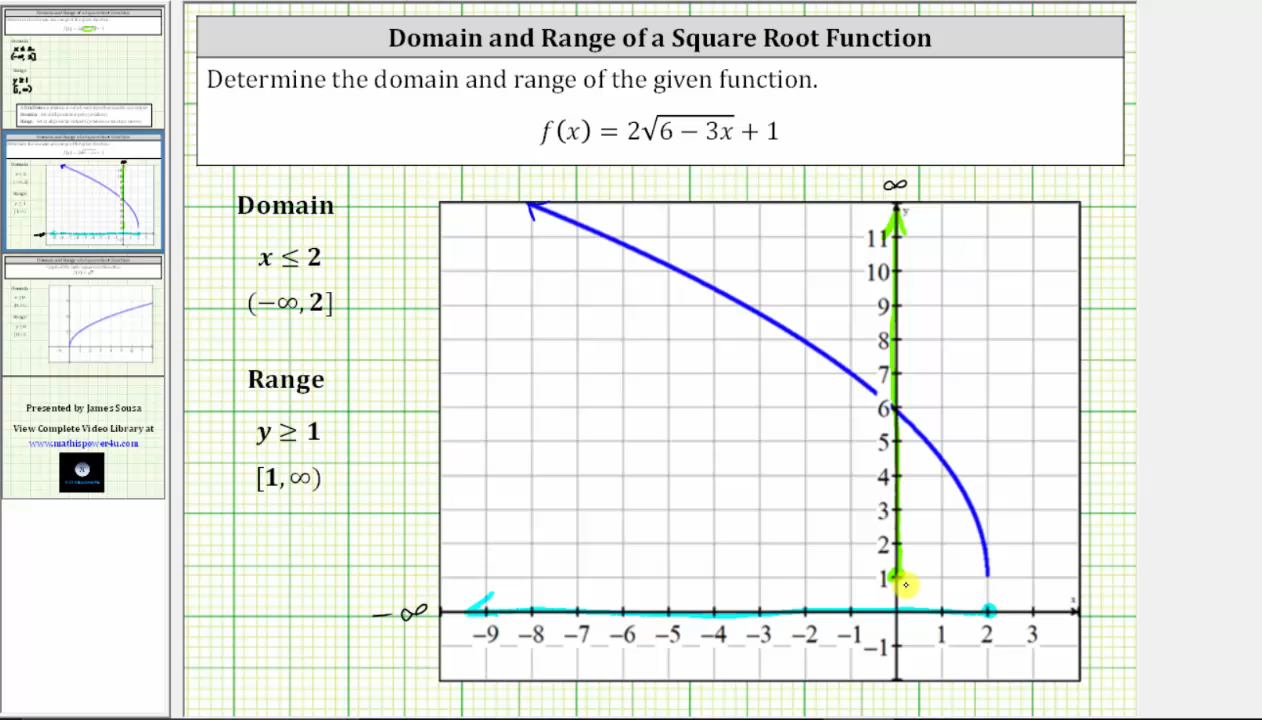 Domain and Range of a Square Root Function
Determine the domain and range of the given function.
f(x) = 2√6 − 3x + 1
Domain
x ≤ 2
(−∞, 2]
Range
y ≥ 1
[1, ∞)
∞
y
11
10
9
8
7
6
5
4
3
2
1
x
−∞
−9 −8 −7 −6 −5 −4 −3 −2 −1 1 2 3
−1
Presented by James Sousa
View Complete Video Library at
www.mathispower4u.com